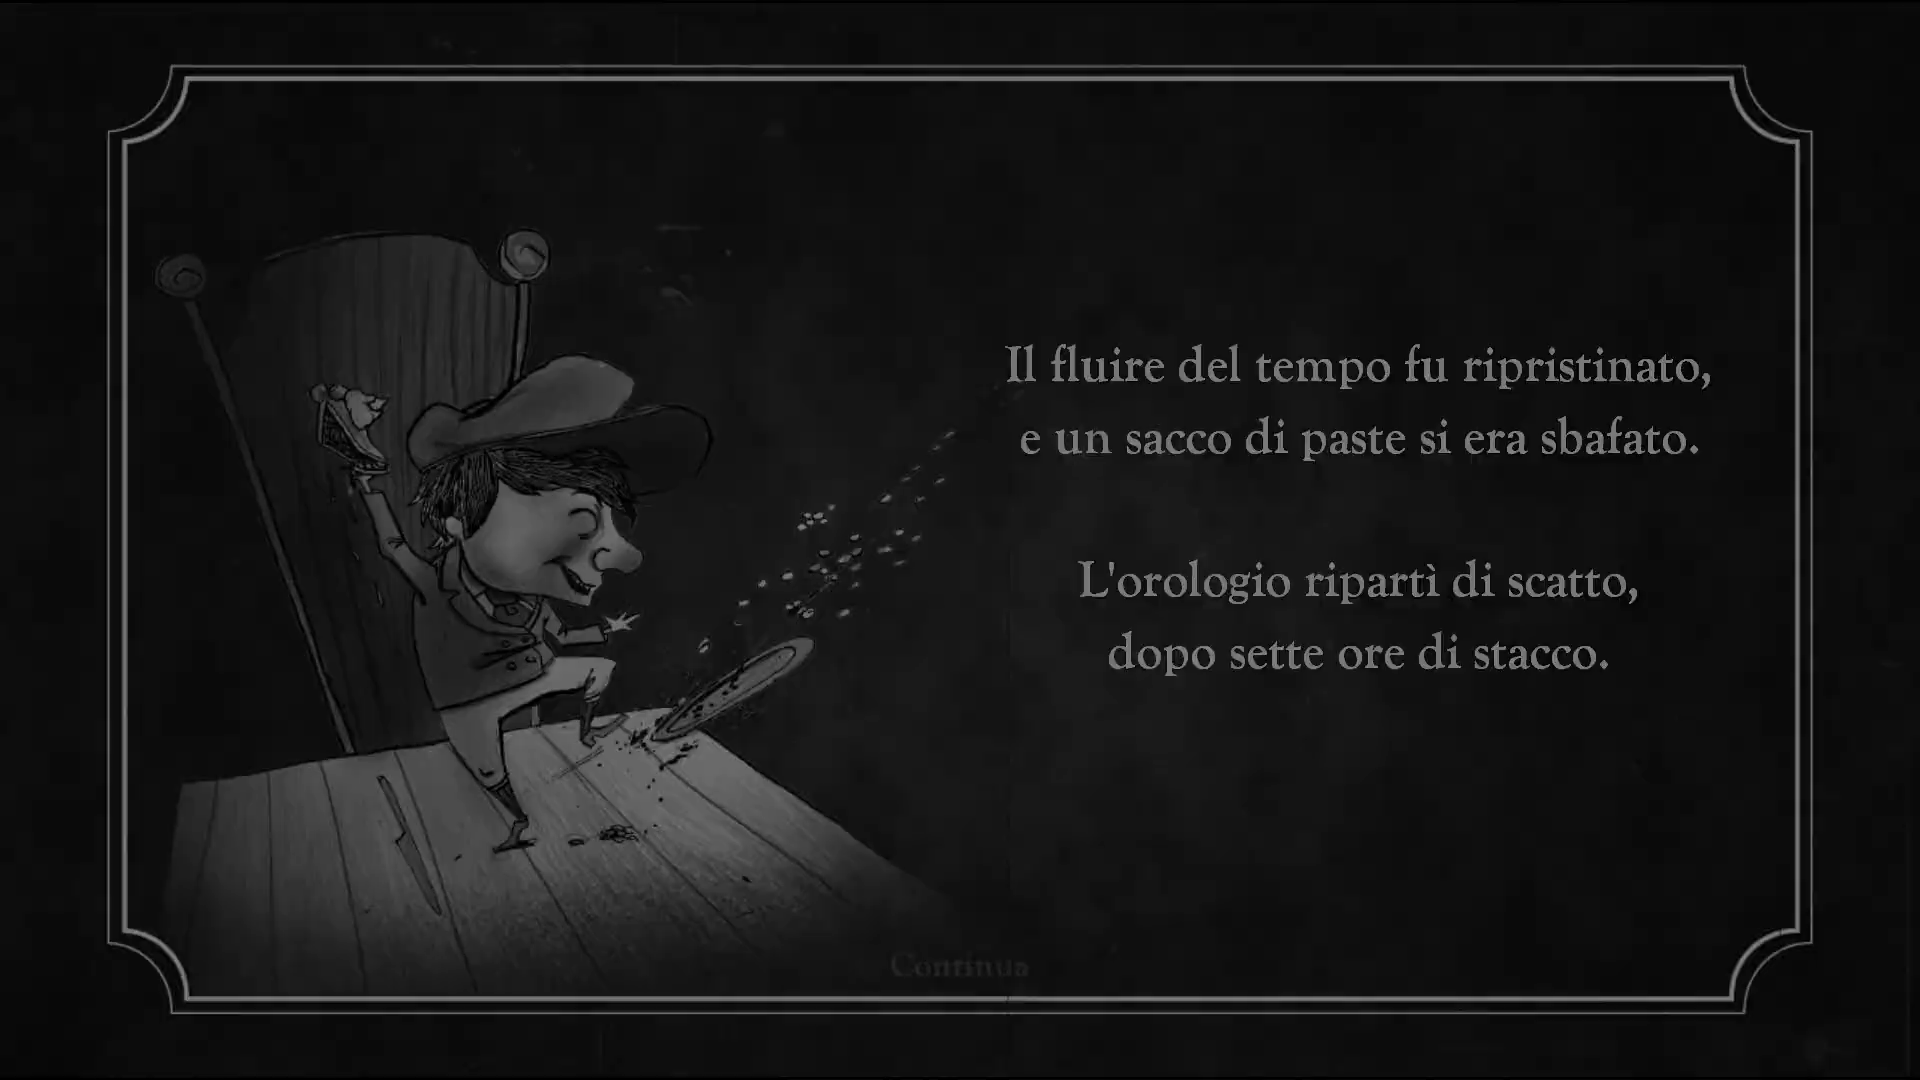 Il fluire del tempo fu ripristinato,
e un sacco di paste si era sbafato.
L'orologio ripartì di scatto,
dopo sette ore di stacco.
Continua